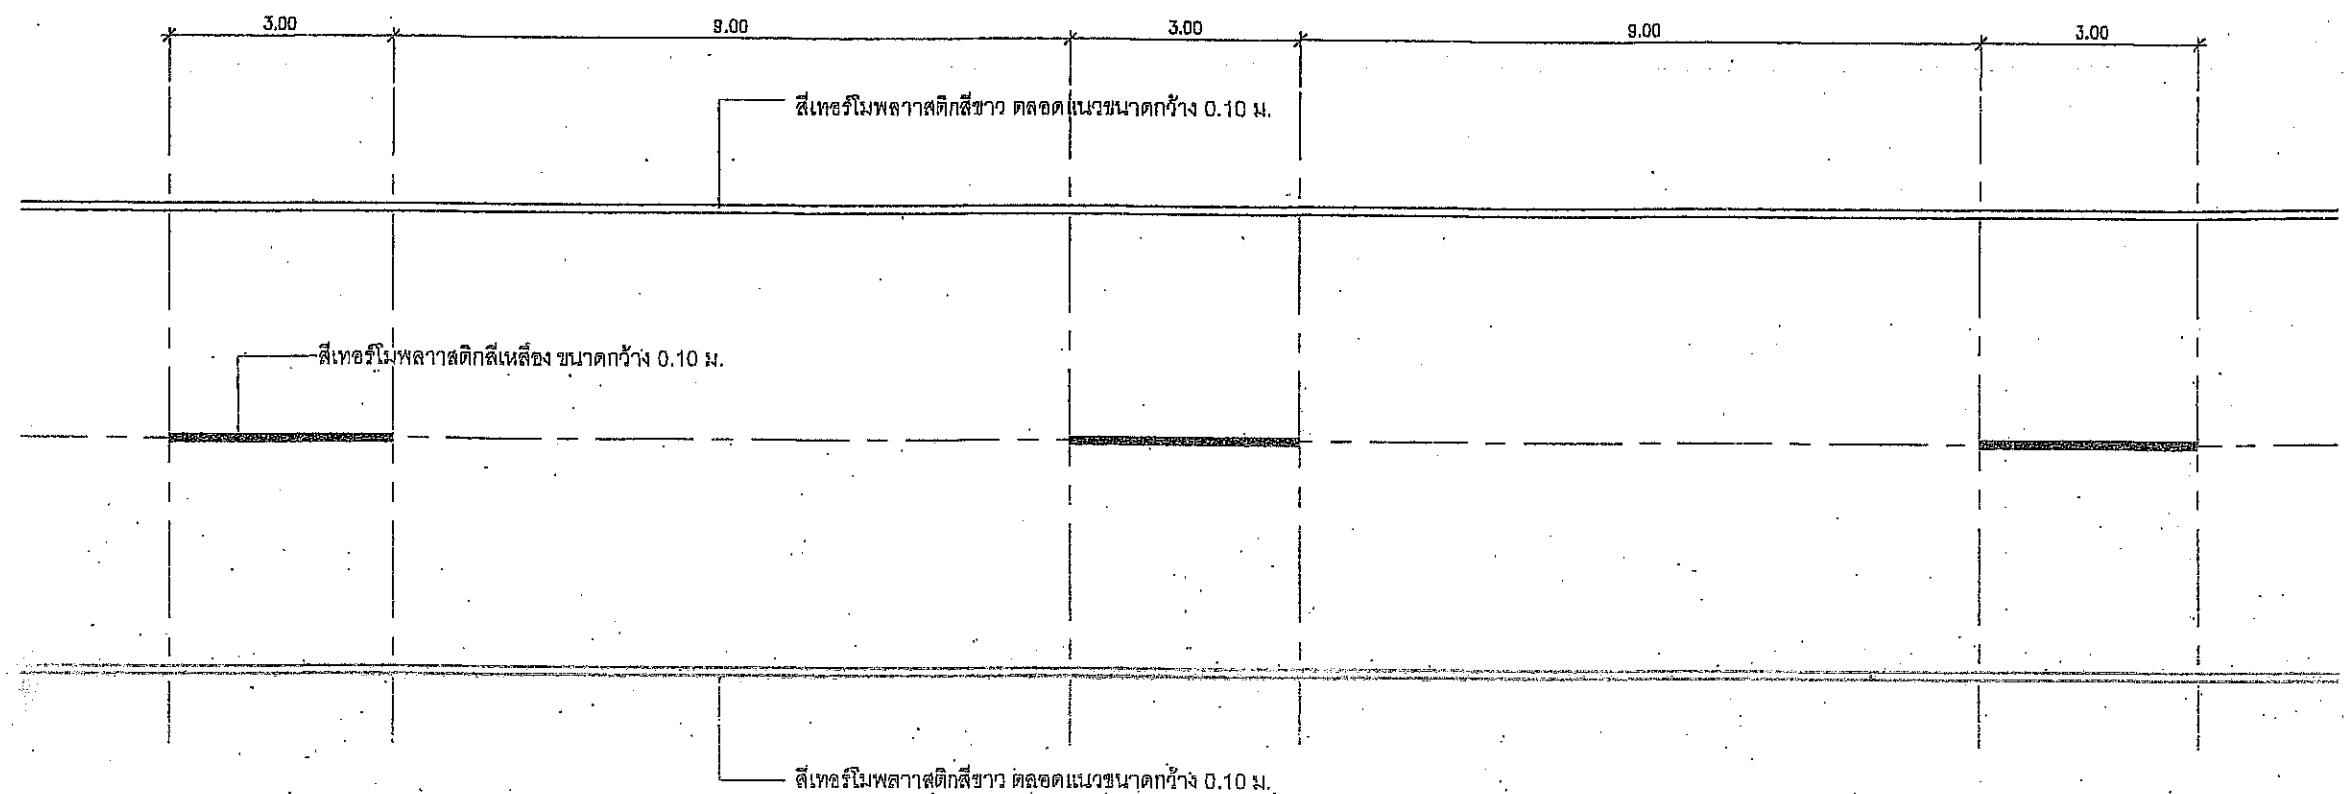 3.00 9.00 3.00 9.00 3.00
สีเทอร์โมพลาาสติกสีขาว ตลอดแนวขนาดกว้าง 0.10 ม.
สีเทอร์โมพลาาสติกสีเหลือง ขนาดกว้าง 0.10 ม.
สีเทอร์โมพลาาสติกสีขาว ตลอดแนวขนาดกว้าง 0.10 ม.